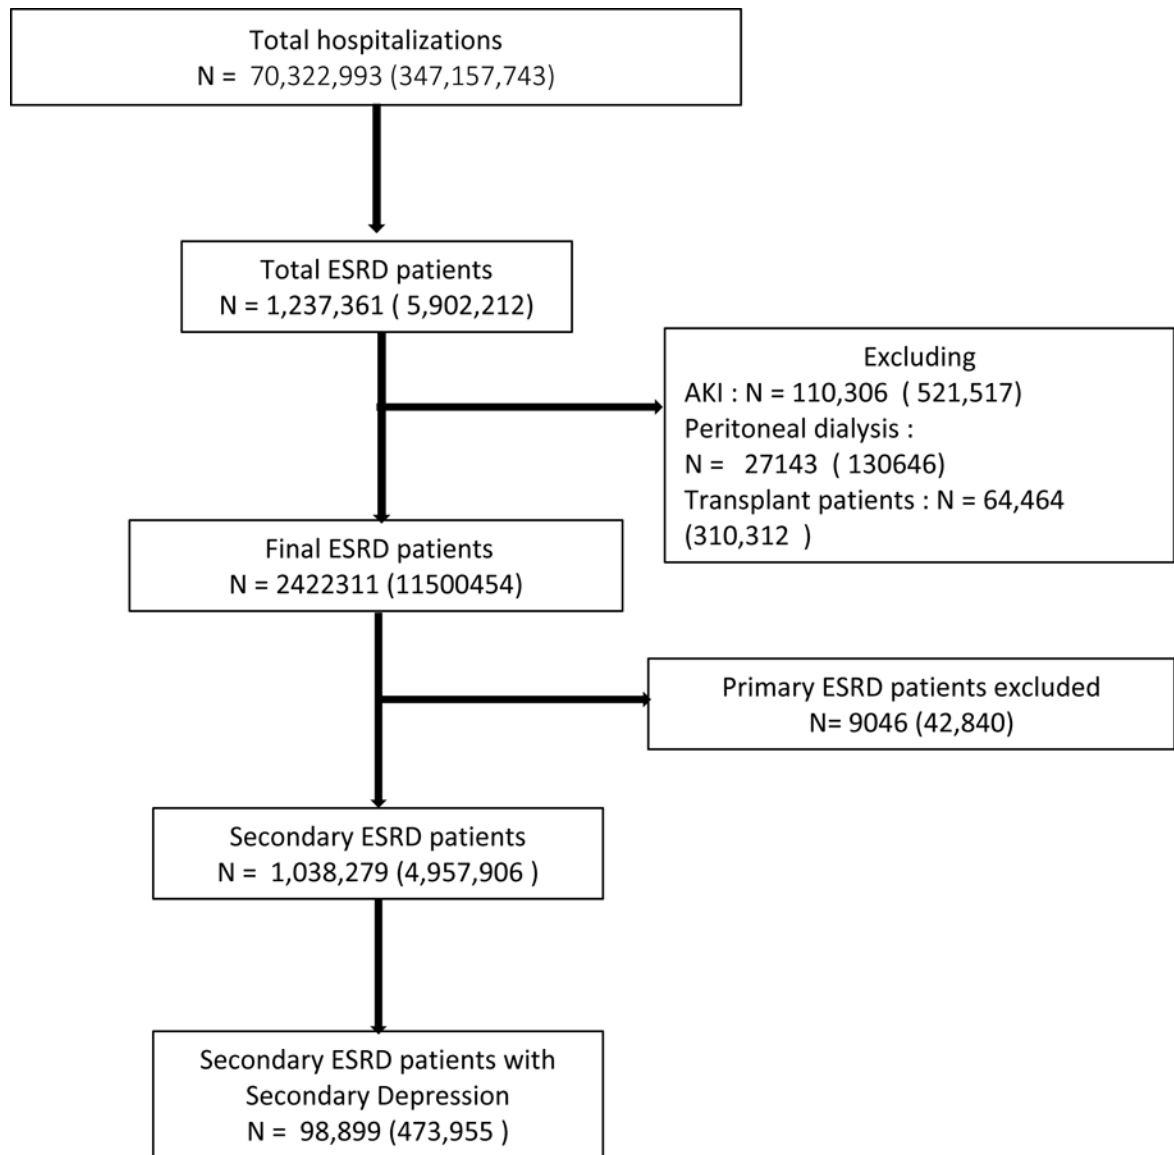 Total hospitalizations
N = 70,322,993 (347,157,743)
Total ESRD patients
N = 1,237,361 ( 5,902,212)
Excluding
AKI : N = 110,306 ( 521,517)
Peritoneal dialysis :
N = 27143 ( 130646)
Transplant patients : N = 64,464
(310,312 )
Final ESRD patients
N = 2422311 (11500454)
Primary ESRD patients excluded
N= 9046 (42,840)
Secondary ESRD patients
N = 1,038,279 (4,957,906 )
Secondary ESRD patients with
Secondary Depression
N = 98,899 (473,955 )